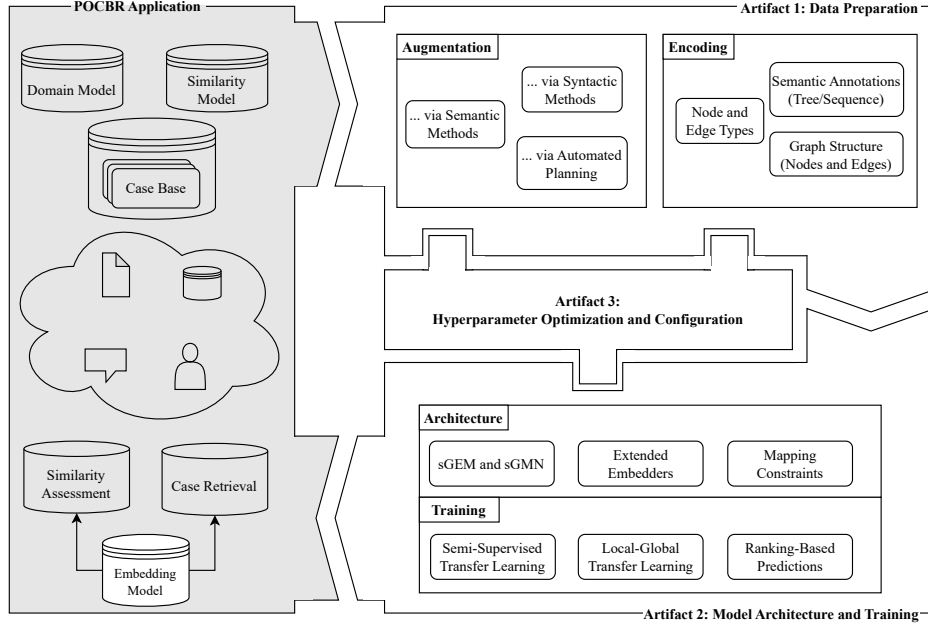 POCBR Application
Domain Model
Similarity
Model
Case Base
Similarity
Assessment
Case Retrieval
Embedding
Model
Artifact 1: Data Preparation
Augmentation
... via Semantic
Methods
... via Syntactic
Methods
... via Automated
Planning
Encoding
Node and
Edge Types
Semantic Annotations
(Tree/Sequence)
Graph Structure
(Nodes and Edges)
Artifact 3:
Hyperparameter Optimization and Configuration
Architecture
sGEM and sGMN
Extended
Embedders
Mapping
Constraints
Training
Semi-Supervised
Transfer Learning
Local-Global
Transfer Learning
Ranking-Based
Predictions
Artifact 2: Model Architecture and Training